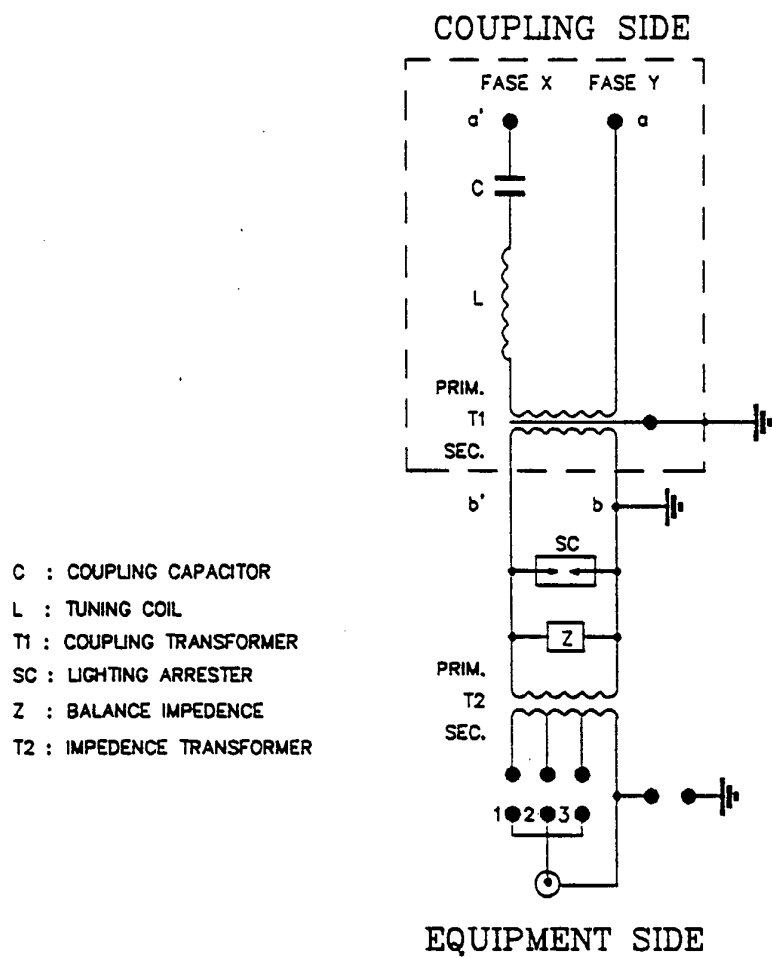 COUPLING SIDE
FASE X FASE Y
a' a
C
L
PRIM.
T1
SEC.
b' b
SC
Z
PRIM.
T2
SEC.
1 2 3
C : COUPLING CAPACITOR
L : TUNING COIL
T1 : COUPLING TRANSFORMER
SC : LIGHTING ARRESTER
Z : BALANCE IMPEDENCE
T2 : IMPEDENCE TRANSFORMER
EQUIPMENT SIDE